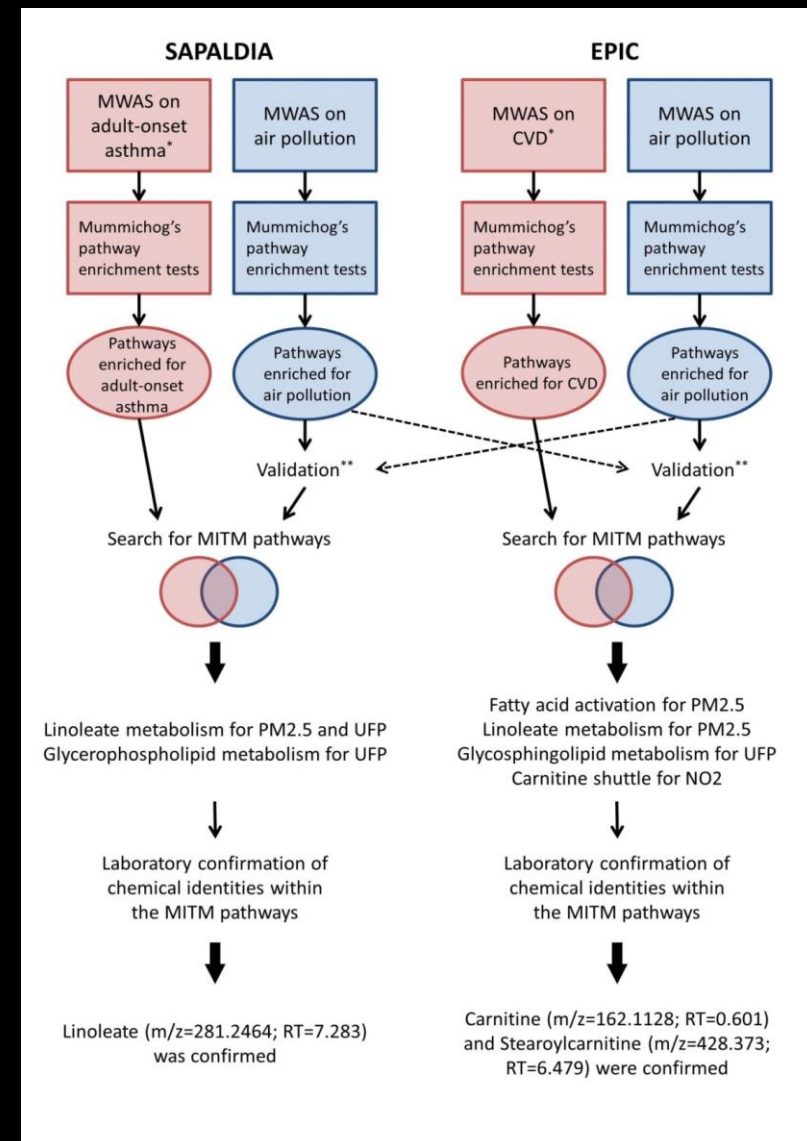 SAPALDIA
MWAS on
adult-onset
asthma*
MWAS on
air pollution
Mummichog's
pathway
enrichment tests
Mummichog's
pathway
enrichment tests
Pathways
enriched for
adult-onset
asthma
Pathways
enriched for
air pollution
Validation**
Search for MITM pathways
Linoleate metabolism for PM2.5 and UFP
Glycerophospholipid metabolism for UFP
Laboratory confirmation of
chemical identities within
the MITM pathways
Linoleate (m/z=281.2464; RT=7.283)
was confirmed
EPIC
MWAS on
CVD*
MWAS on
air pollution
Mummichog's
pathway
enrichment tests
Mummichog's
pathway
enrichment tests
Pathways
enriched for CVD
Pathways
enriched for
air pollution
Validation**
Search for MITM pathways
Fatty acid activation for PM2.5
Linoleate metabolism for PM2.5
Glycosphingolipid metabolism for UFP
Carnitine shuttle for NO2
Laboratory confirmation of
chemical identities within
the MITM pathways
Carnitine (m/z=162.1128; RT=0.601)
and Stearoylcarnitine (m/z=428.373;
RT=6.479) were confirmed